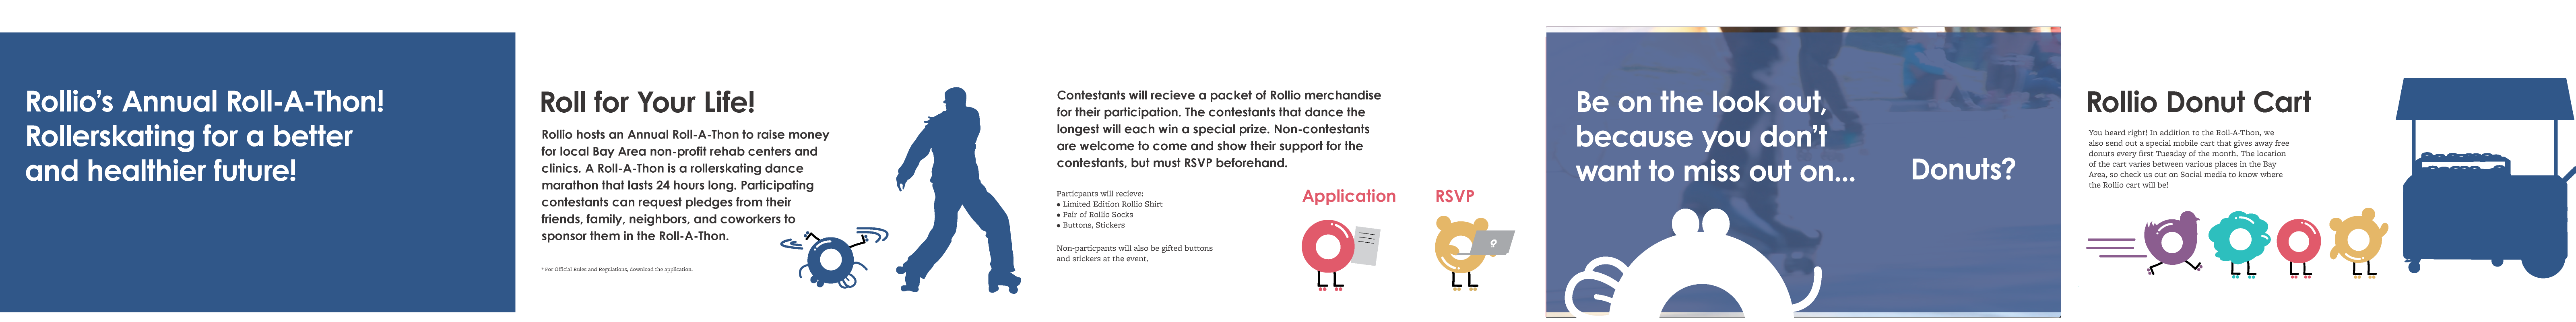 Rollio's Annual Roll-A-Thon!
Rollerskating for a better
and healthier future!
Roll for Your Life!
Rollio hosts an Annual Roll-A-Thon to raise money
for local Bay Area non-profit rehab centers and
clinics. A Roll-A-Thon is a rollerskating dance
marathon that lasts 24 hours long. Participating
contestants can request pledges from their
friends, family, neighbors, and coworkers to
sponsor them in the Roll-A-Thon.
* For Official Rules and Regulations, download the application.
Contestants will recieve a packet of Rollio merchandise
for their participation. The contestants that dance the
longest will each win a special prize. Non-contestants
are welcome to come and show their support for the
contestants, but must RSVP beforehand.
Particpants will recieve:
• Limited Edition Rollio Shirt
• Pair of Rollio Socks
• Buttons, Stickers
Non-particpants will also be gifted buttons
and stickers at the event.
Application
RSVP
Be on the look out,
because you don't
want to miss out on...
Donuts?
Rollio Donut Cart
You heard right! In addition to the Roll-A-Thon, we
also send out a special mobile cart that gives away free
donuts every first Tuesday of the month. The location
of the cart varies between various places in the Bay
Area, so check us out on Social media to know where
the Rollio cart will be!